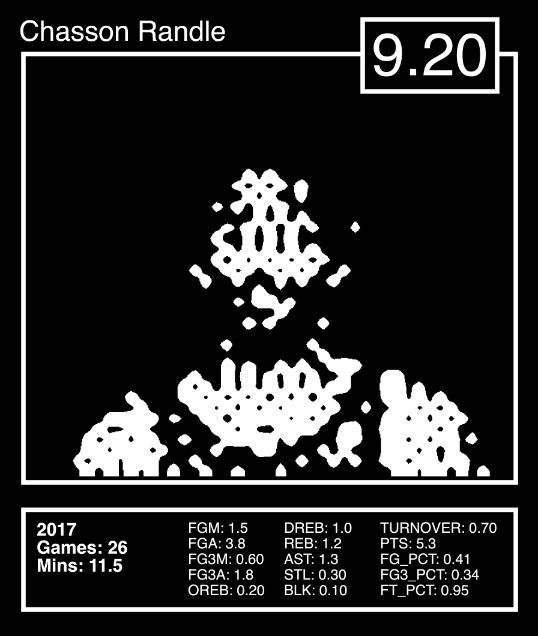 Chasson Randle
9.20
2017
Games: 26
Mins: 11.5
FGM: 1.5
FGA: 3.8
FG3M: 0.60
FG3A: 1.8
OREB: 0.20
DREB: 1.0
REB: 1.2
AST: 1.3
STL: 0.30
BLK: 0.10
TURNOVER: 0.70
PTS: 5.3
FG_PCT: 0.41
FG3_PCT: 0.34
FT_PCT: 0.95